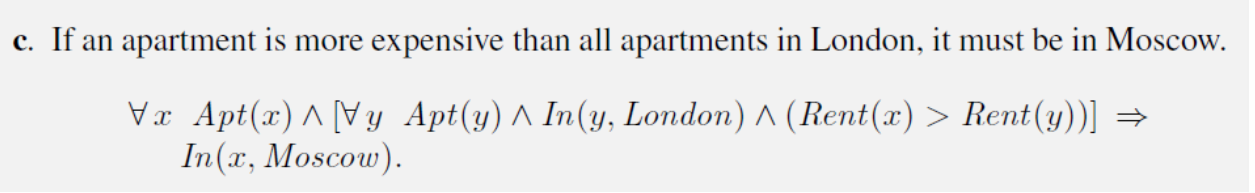 c. If an apartment is more expensive than all apartments in London, it must be in Moscow.
∀ x Apt(x) ∧ [∀ y Apt(y) ∧ In(y, London) ∧ (Rent(x) > Rent(y))] ⇒
In(x, Moscow).